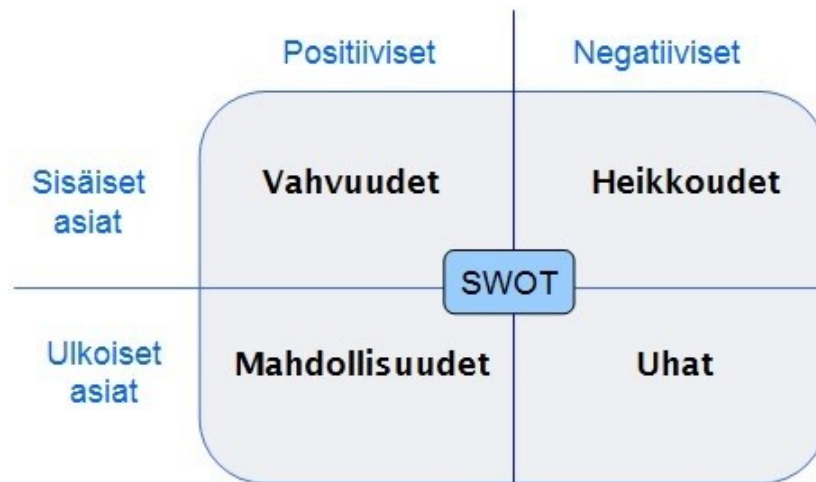 Positiiviset Negatiiviset
Sisäiset
asiat
Vahvuudet Heikkoudet
SWOT
Ulkoiset
asiat
Mahdollisuudet Uhat